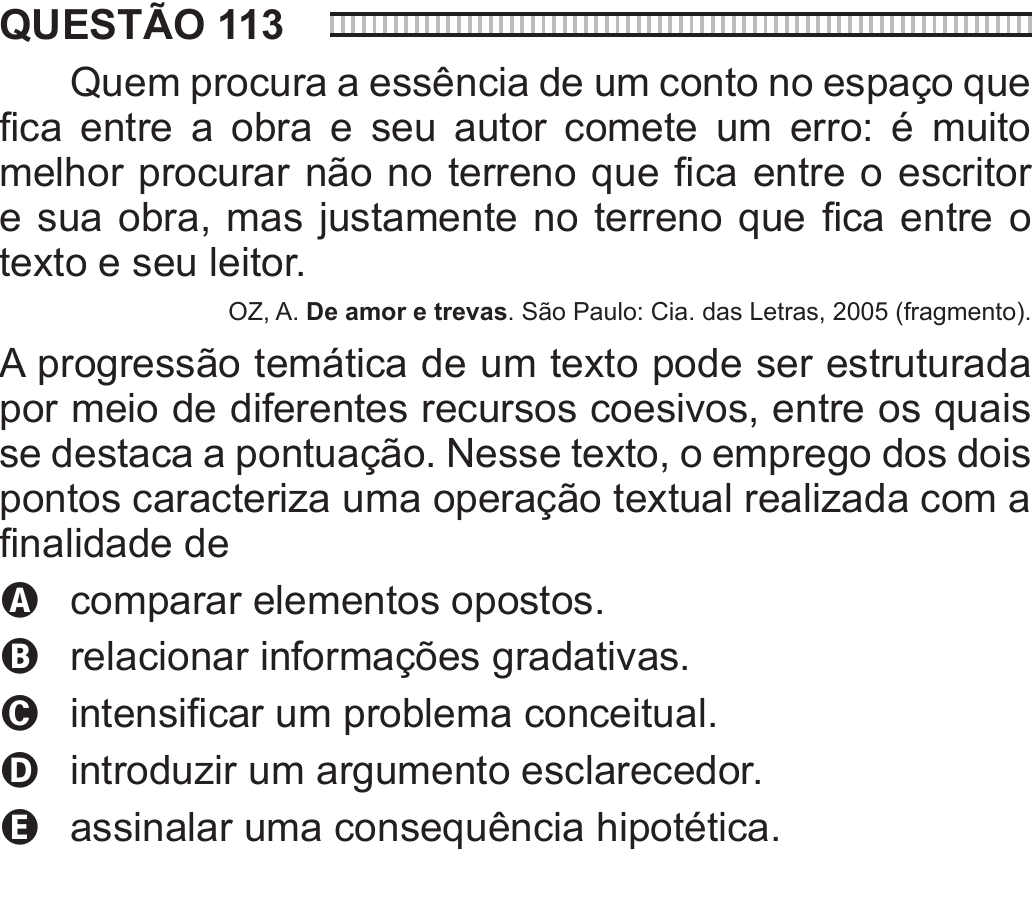 QUESTÃO 113
Quem procura a essência de um conto no espaço que
fica entre a obra e seu autor comete um erro: é muito
melhor procurar não no terreno que fica entre o escritor
e sua obra, mas justamente no terreno que fica entre o
texto e seu leitor.
OZ, A. De amor e trevas. São Paulo: Cia. das Letras, 2005 (fragmento).
A progressão temática de um texto pode ser estruturada
por meio de diferentes recursos coesivos, entre os quais
se destaca a pontuação. Nesse texto, o emprego dos dois
pontos caracteriza uma operação textual realizada com a
finalidade de
A comparar elementos opostos.
B relacionar informações gradativas.
C intensificar um problema conceitual.
D introduzir um argumento esclarecedor.
E assinalar uma consequência hipotética.